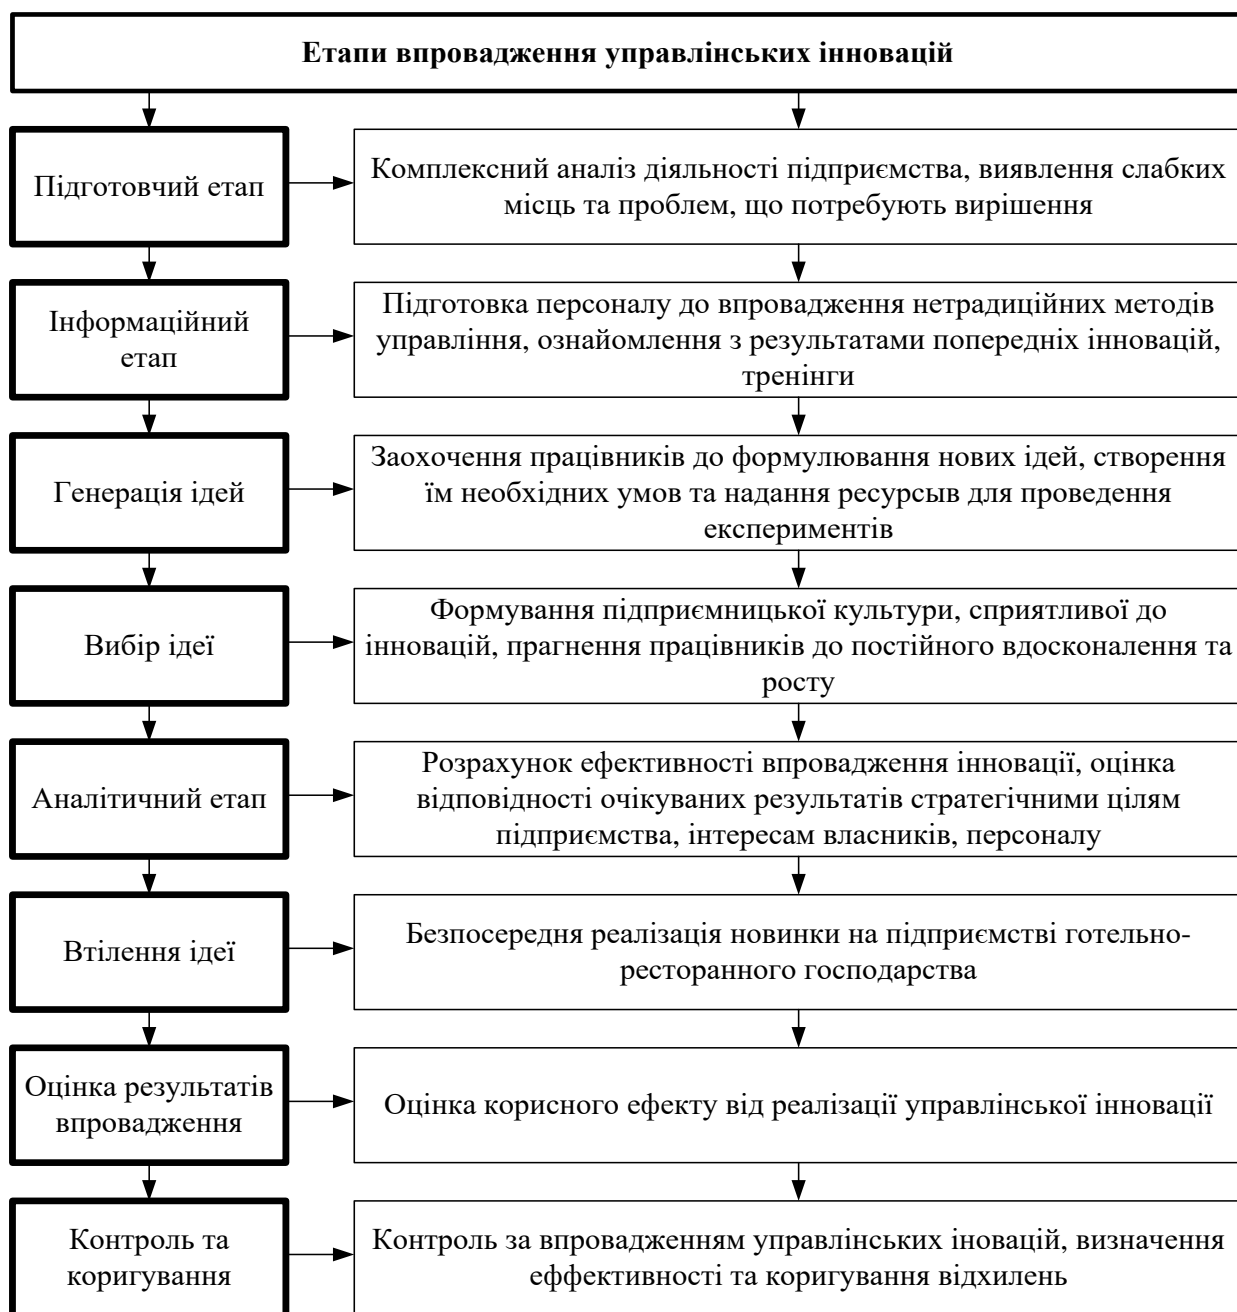 Етапи впровадження управлінських інновацій
Підготовчий етап
Комплексний аналіз діяльності підприємства, виявлення слабких
місць та проблем, що потребують вирішення
Інформаційний
етап
Підготовка персоналу до впровадження нетрадиційних методів
управління, ознайомлення з результатами попередніх інновацій,
тренінги
Генерація ідей
Заохочення працівників до формулювання нових ідей, створення
їм необхідних умов та надання ресурсыв для проведення
експериментів
Вибір ідеї
Формування підприємницької культури, сприятливої до
інновацій, прагнення працівників до постійного вдосконалення та
росту
Аналітичний етап
Розрахунок ефективності впровадження інновації, оцінка
відповідності очікуваних результатів стратегічними цілям
підприємства, інтересам власників, персоналу
Втілення ідеї
Безпосередня реалізація новинки на підприємстві готельно-
ресторанного господарства
Оцінка результатів
впровадження
Оцінка корисного ефекту від реалізації управлінської інновації
Контроль та
коригування
Контроль за впровадженням управлінських іновацій, визначення
еффективності та коригування відхилень